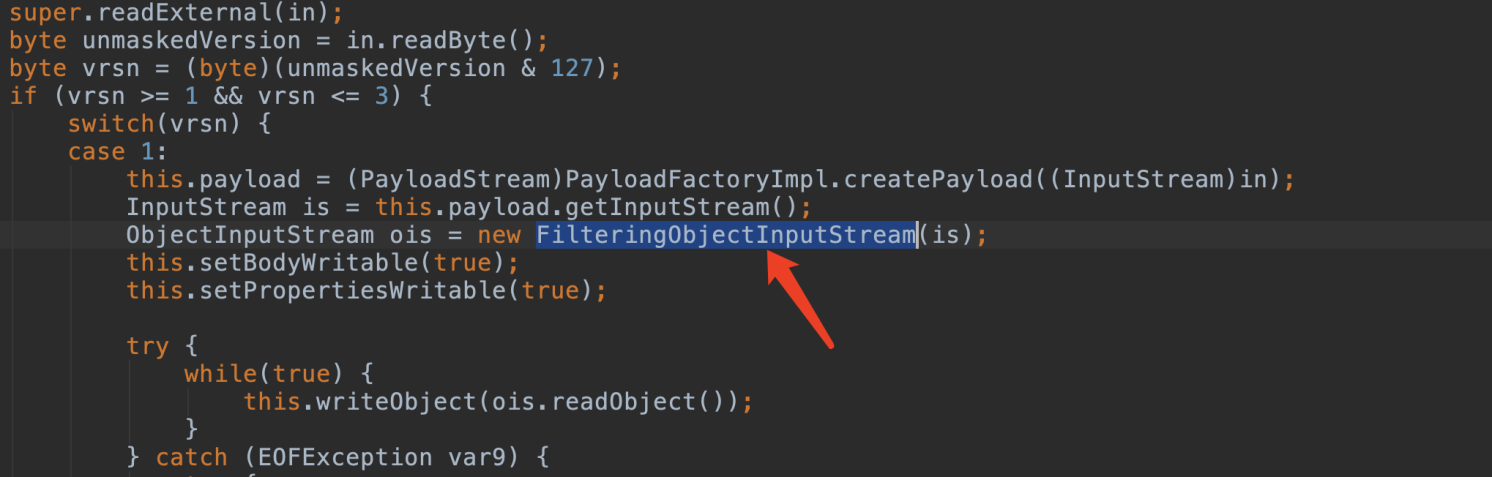 super.readExternal(in);
byte unmaskedVersion = in.readByte();
byte vrsn = (byte)(unmaskedVersion & 127);
if (vrsn >= 1 && vrsn <= 3) {
switch(vrsn) {
case 1:
this.payload = (PayloadStream)PayloadFactoryImpl.createPayload((InputStream)in);
InputStream is = this.payload.getInputStream();
ObjectInputStream ois = new FilteringObjectInputStream(is);
this.setBodyWritable(true);
this.setPropertiesWritable(true);
try {
while(true) {
this.writeObject(ois.readObject());
}
} catch (EOFException var9) {